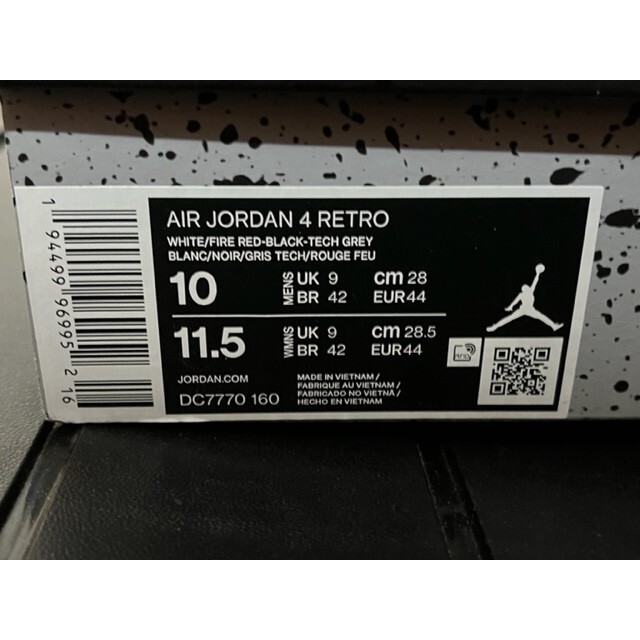 AIR JORDAN 4 RETRO
WHITE/FIRE RED-BLACK-TECH GREY
BLANC/NOIR/GRIS TECH/ROUGE FEU
10 MENS UK 9 cm 28
BR 42 EUR 44
11.5 WMNS UK 9 cm 28.5
BR 42 EUR 44
JORDAN.COM
DC7770 160
MADE IN VIETNAM /
FABRIQUE AU VIETNAM /
FABRICADO NO VIETNÃ /
HECHO EN VIETNAM
1 94499 96995 2 16